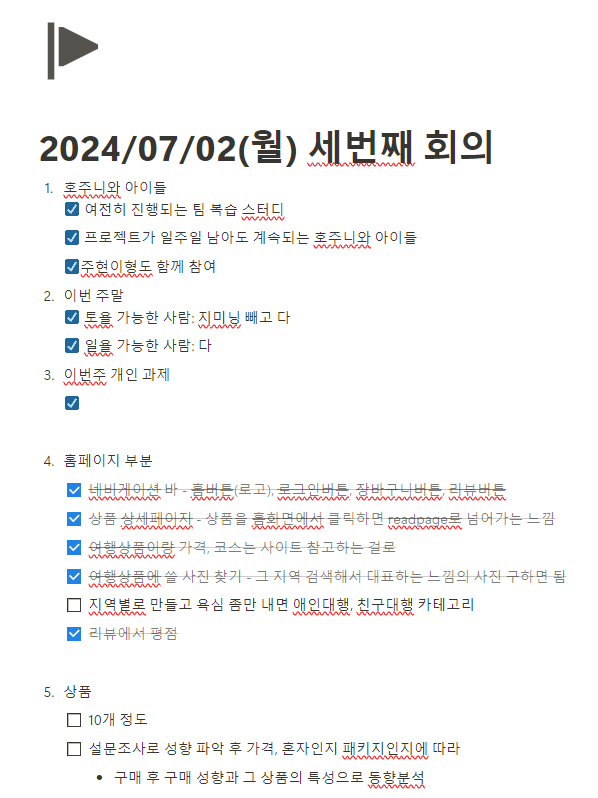 2024/07/02(월) 세번째 회의
1. 호주니와 아이들
여전히 진행되는 팀 복습 스터디
프로젝트가 일주일 남아도 계속되는 호주니와 아이들
주현이형도 함께 참여
2. 이번 주말
토욜 가능한 사람: 지미닝 빼고 다
일욜 가능한 사람: 다
3. 이번주 개인 과제
4. 홈페이지 부분
네비게이션 바 - 홈버튼(로고), 로그인버튼, 장바구니버튼, 리뷰버튼
상품 상세페이지 - 상품을 홈화면에서 클릭하면 readpage로 넘어가는 느낌
여행상품이랑 가격, 코스는 사이트 참고하는 걸로
여행상품에 쓸 사진 찾기 - 그 지역 검색해서 대표하는 느낌의 사진 구하면 됨
지역별로 만들고 욕심 좀만 내면 애인대행, 친구대행 카테고리
리뷰에서 평점
5. 상품
10개 정도
설문조사로 성향 파악 후 가격, 혼자인지 패키지인지에 따라
• 구매 후 구매 성향과 그 상품의 특성으로 동향분석